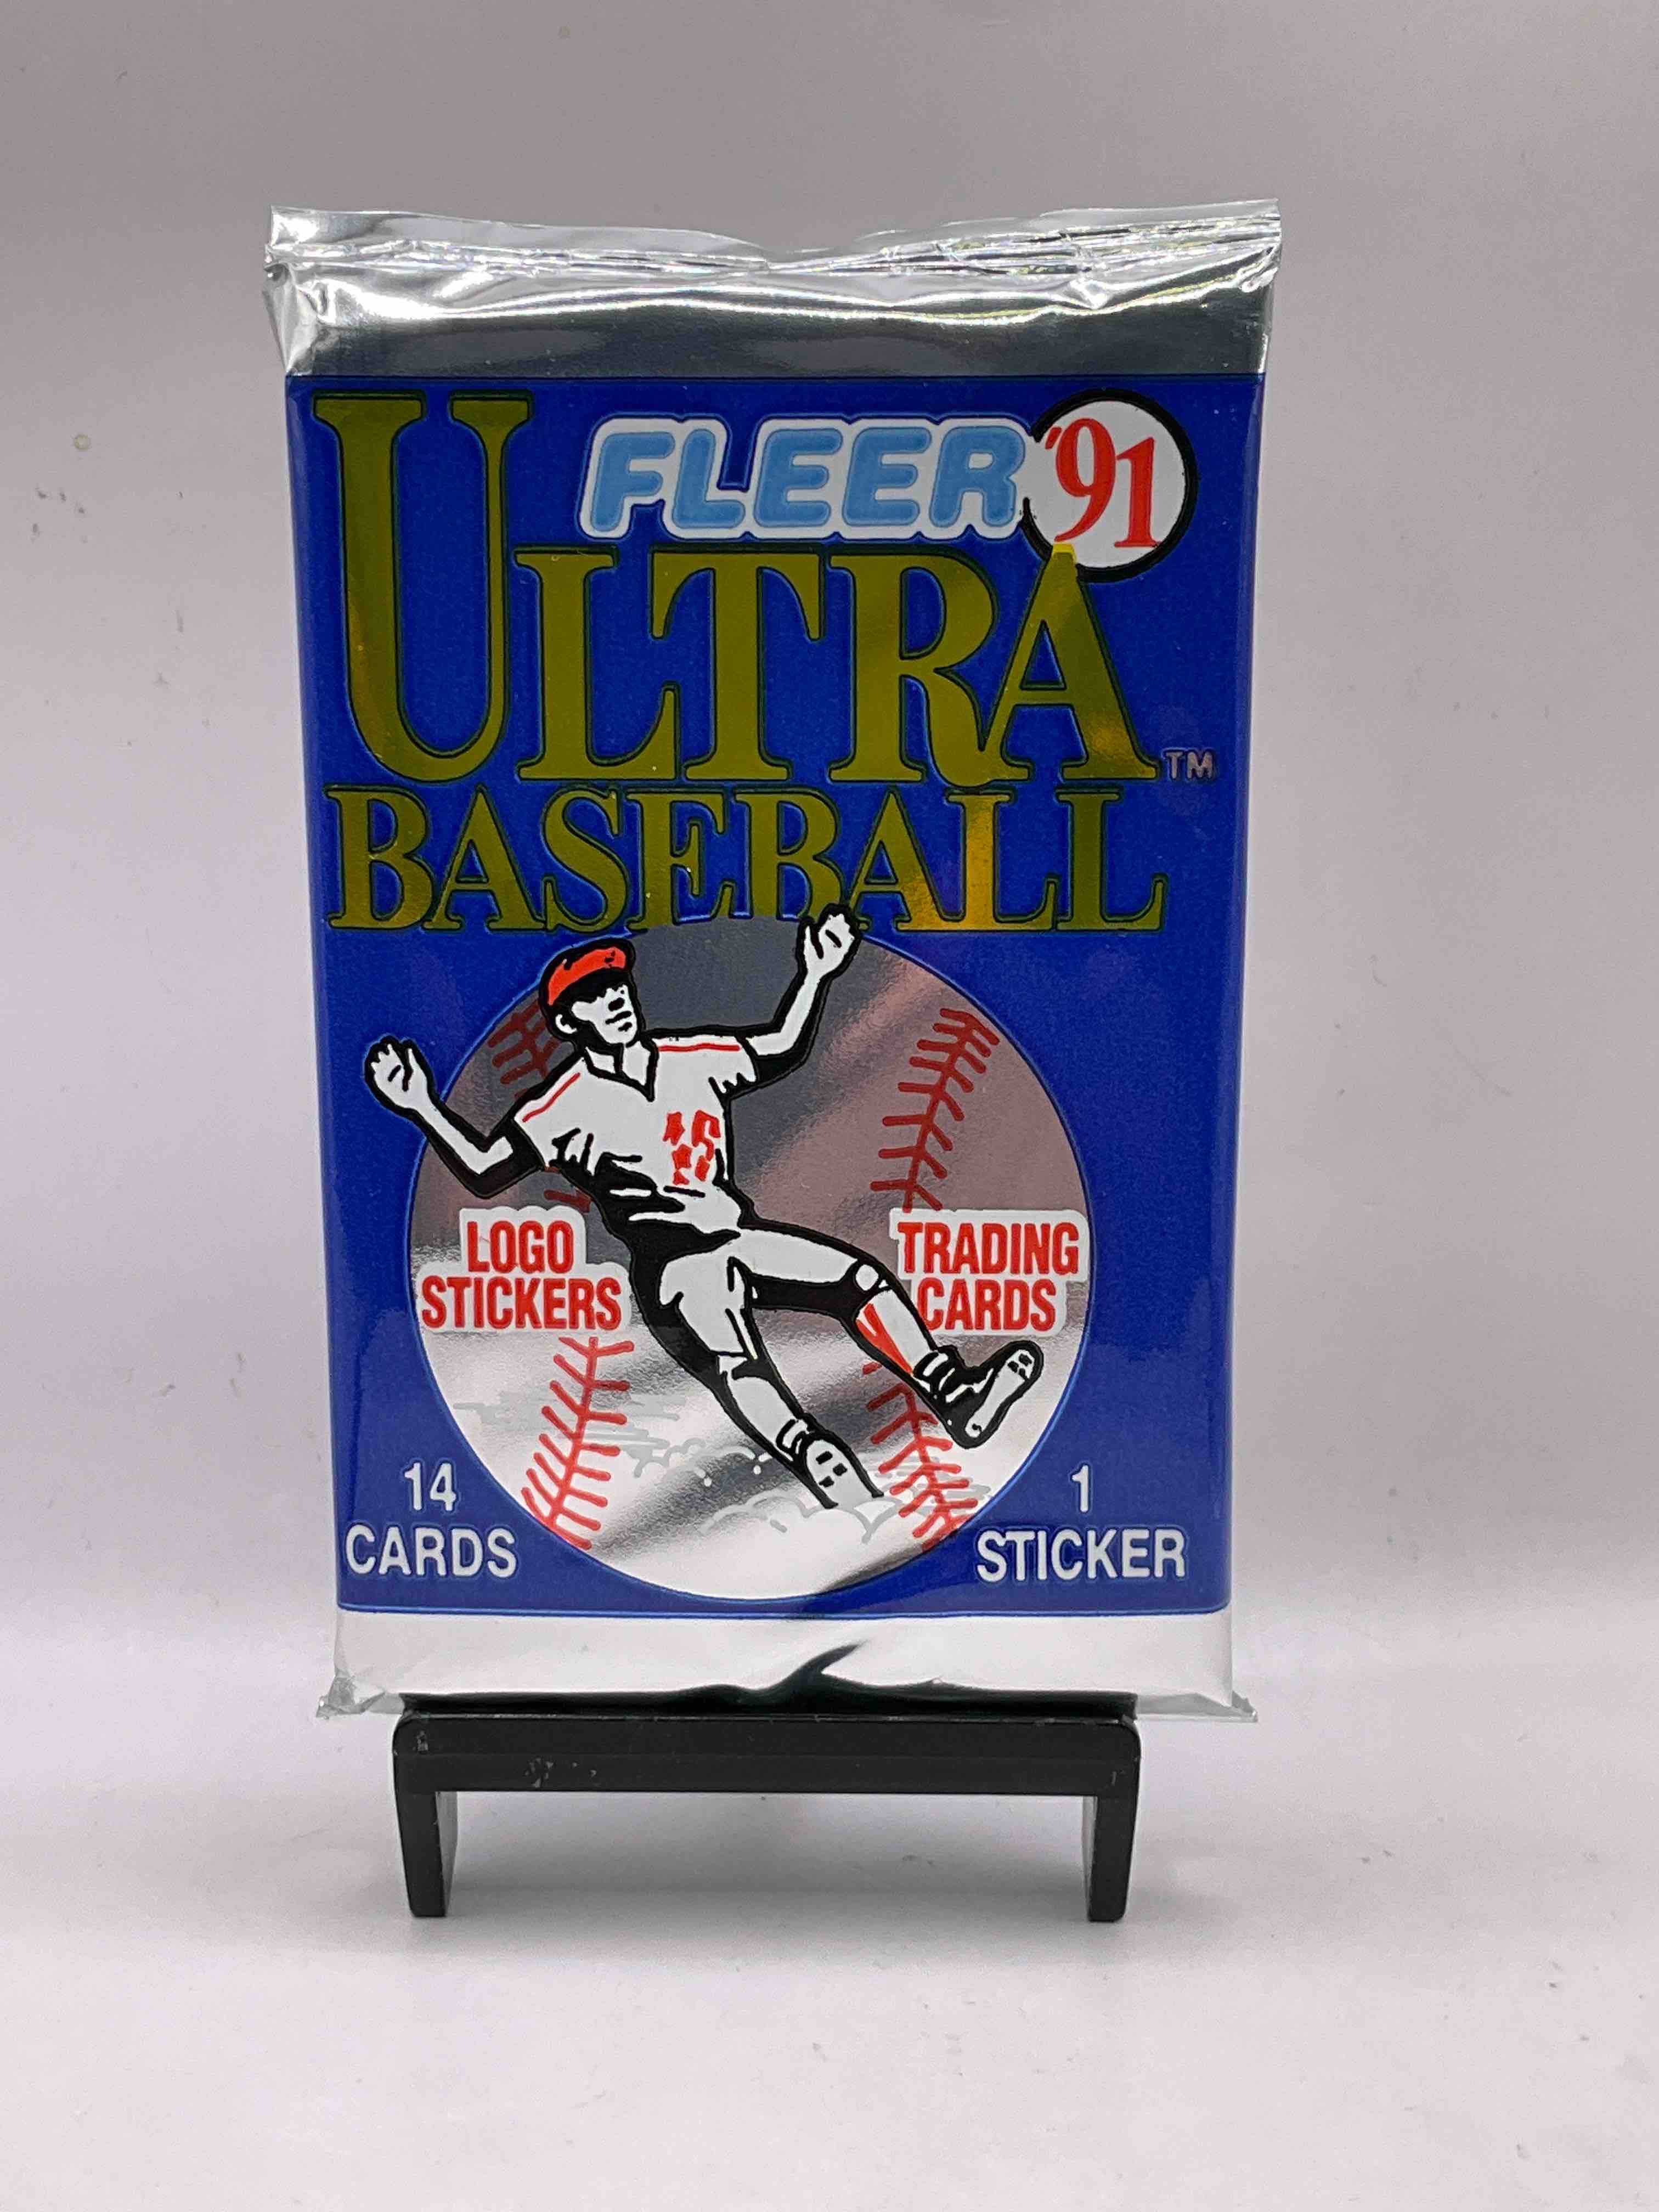 FLEER '91
ULTRA™
BASEBALL
LOGO
STICKERS
TRADING
CARDS
14
CARDS
1
STICKER